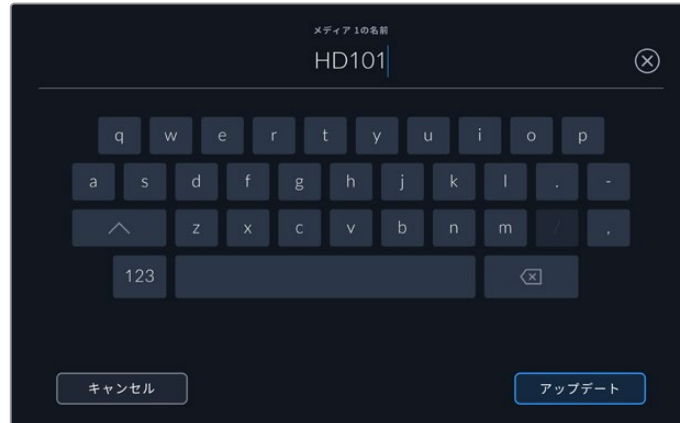 メディア 1の名前
HD101
q w e r t y u i o p
a s d f g h j k l . -
z x c v b n m / ,
123
キャンセル
アップデート